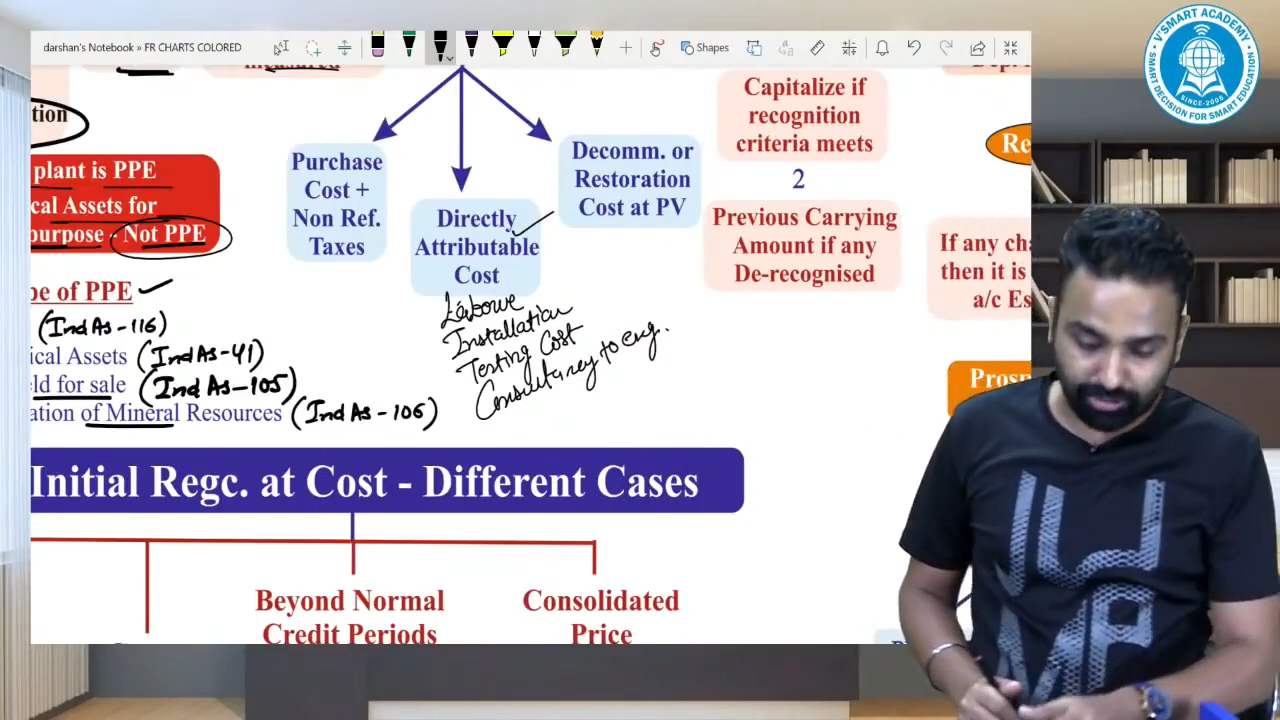 darshan's Notebook » FR CHARTS COLORED
Shapes
V'SMART ACADEMY
SMART DECISION FOR SMART EDUCATION
SINCE-2005
measured
tion
plant is PPE
cal Assets for
purpose - Not PPE
pe of PPE
(Ind As-116)
ical Assets (Ind As-41)
eld for sale (Ind As-105)
ation of Mineral Resources (Ind As-106)
Purchase
Cost +
Non Ref.
Taxes
Directly
Attributable
Cost
Labour
Installation
Testing Cost
Consultancy to eng.
Decomm. or
Restoration
Cost at PV
Capitalize if
recognition
criteria meets
2
Previous Carrying
Amount if any
De-recognised
Re
If any cha
then it is
a/c Es
Prosp
Initial Regc. at Cost - Different Cases
Beyond Normal
Credit Periods
Consolidated
Price